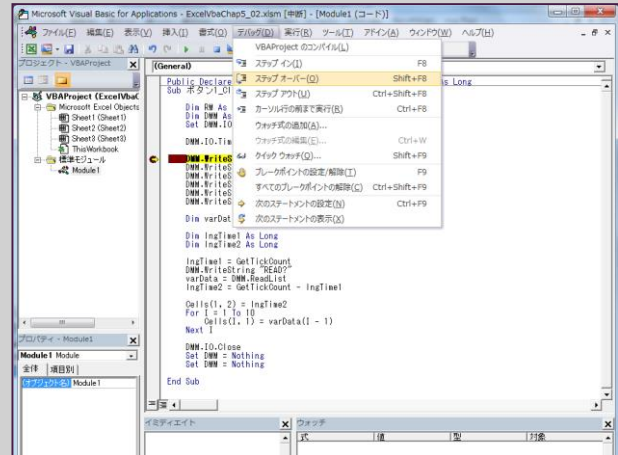 Microsoft Visual Basic for Applications - ExcelVbaChap5_02.xlsm [中断] - [Module1 (コード)]
ファイル(F) 編集(E) 表示(V) 挿入(I) 書式(O) デバッグ(D) 実行(R) ツール(T) アドイン(A) ウィンドウ(W) ヘルプ(H)
プロジェクト - VBAProject
VBAProject (ExcelVbaC
Microsoft Excel Objects
Sheet1 (Sheet1)
Sheet2 (Sheet2)
Sheet3 (Sheet3)
ThisWorkbook
標準モジュール
Module1
プロパティ - Module1
Module1 Module
全体 項目別
(オブジェクト名) Module1
VBAProject のコンパイル(L)
ステップ イン(I) F8
ステップ オーバー(O) Shift+F8
ステップ アウト(U) Ctrl+Shift+F8
カーソル行の前まで実行(R) Ctrl+F8
ウォッチ式の追加(A)...
ウォッチ式の編集(E)... Ctrl+W
クイック ウォッチ(Q)... Shift+F9
ブレークポイントの設定/解除(T) F9
すべてのブレークポイントの解除(C) Ctrl+Shift+F9
次のステートメントの設定(N) Ctrl+F9
次のステートメントの表示(X)
(General)
Public Declare s Long
Sub ボタン1_Cl
Dim RM As
Dim DMM As
Set DMM.IO
DMM.IO.Tim
DMM.WriteS
DMM.WriteS
DMM.WriteS
DMM.WriteS
DMM.WriteS
Dim varDat
Dim lngTime1 As Long
Dim lngTime2 As Long
lngTime1 = GetTickCount
DMM.WriteString "READ?"
varData = DMM.ReadList
lngTime2 = GetTickCount - lngTime1
Cells(1, 2) = lngTime2
For I = 1 To 10
Cells(I, 1) = varData(I - 1)
Next I
DMM.IO.Close
Set DMM = Nothing
Set DMM = Nothing
End Sub
イミディエイト
ウォッチ
式 値 型 対象